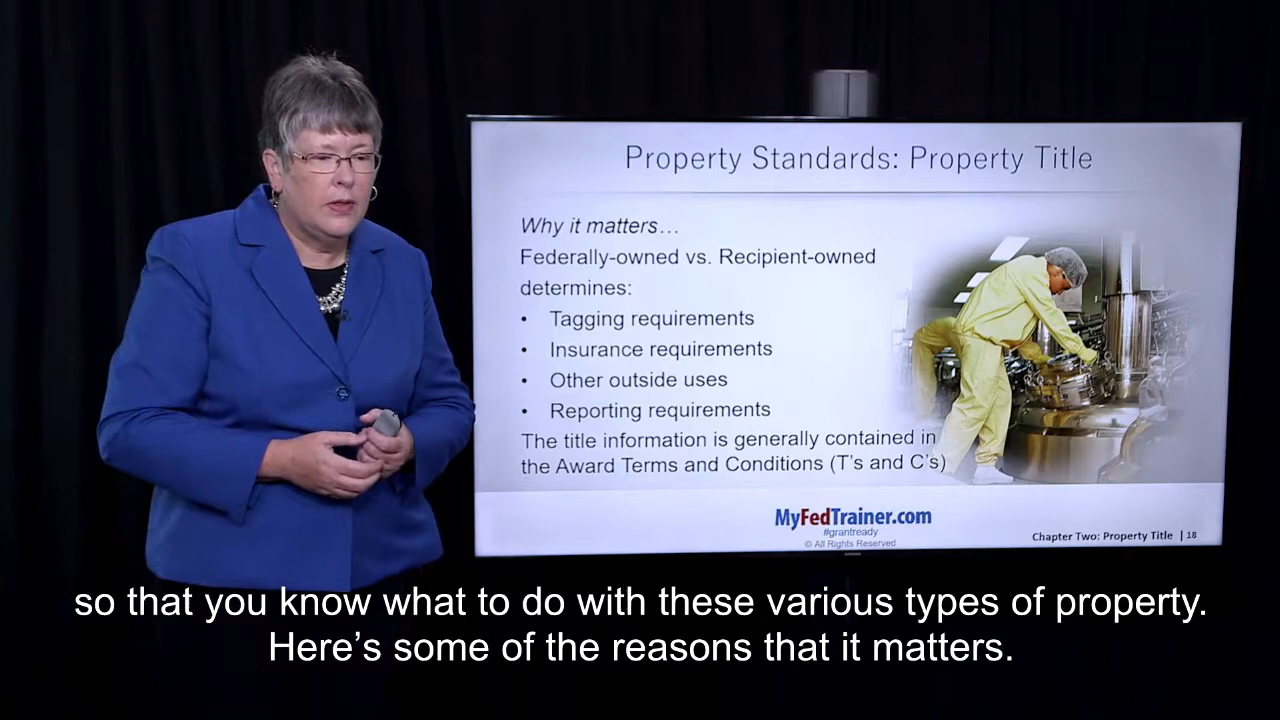 Property Standards: Property Title
Why it matters…
Federally-owned vs. Recipient-owned
determines:
• Tagging requirements
• Insurance requirements
• Other outside uses
• Reporting requirements
The title information is generally contained in
the Award Terms and Conditions (T's and C's)
MyFedTrainer.com
#grantready
© All Rights Reserved
Chapter Two: Property Title | 18
so that you know what to do with these various types of property.
Here's some of the reasons that it matters.